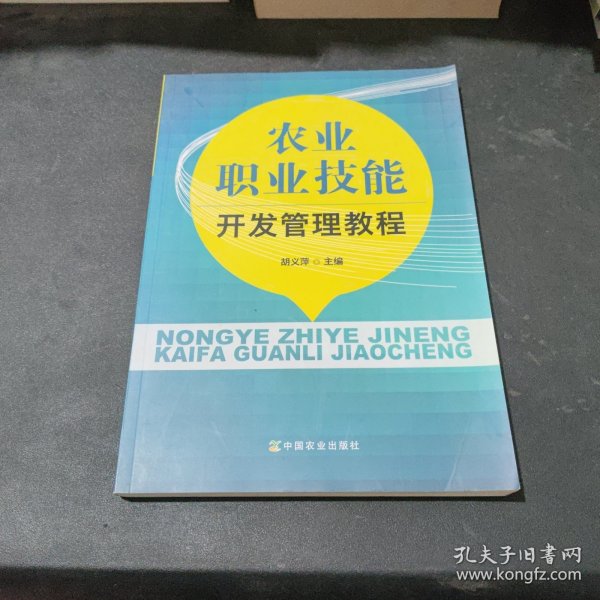 农业
职业技能
开发管理教程
胡义萍 主编
NONGYE ZHIYE JINENG
KAIFA GUANLI JIAOCHENG
中国农业出版社
孔夫子旧书网
www.kongfz.com